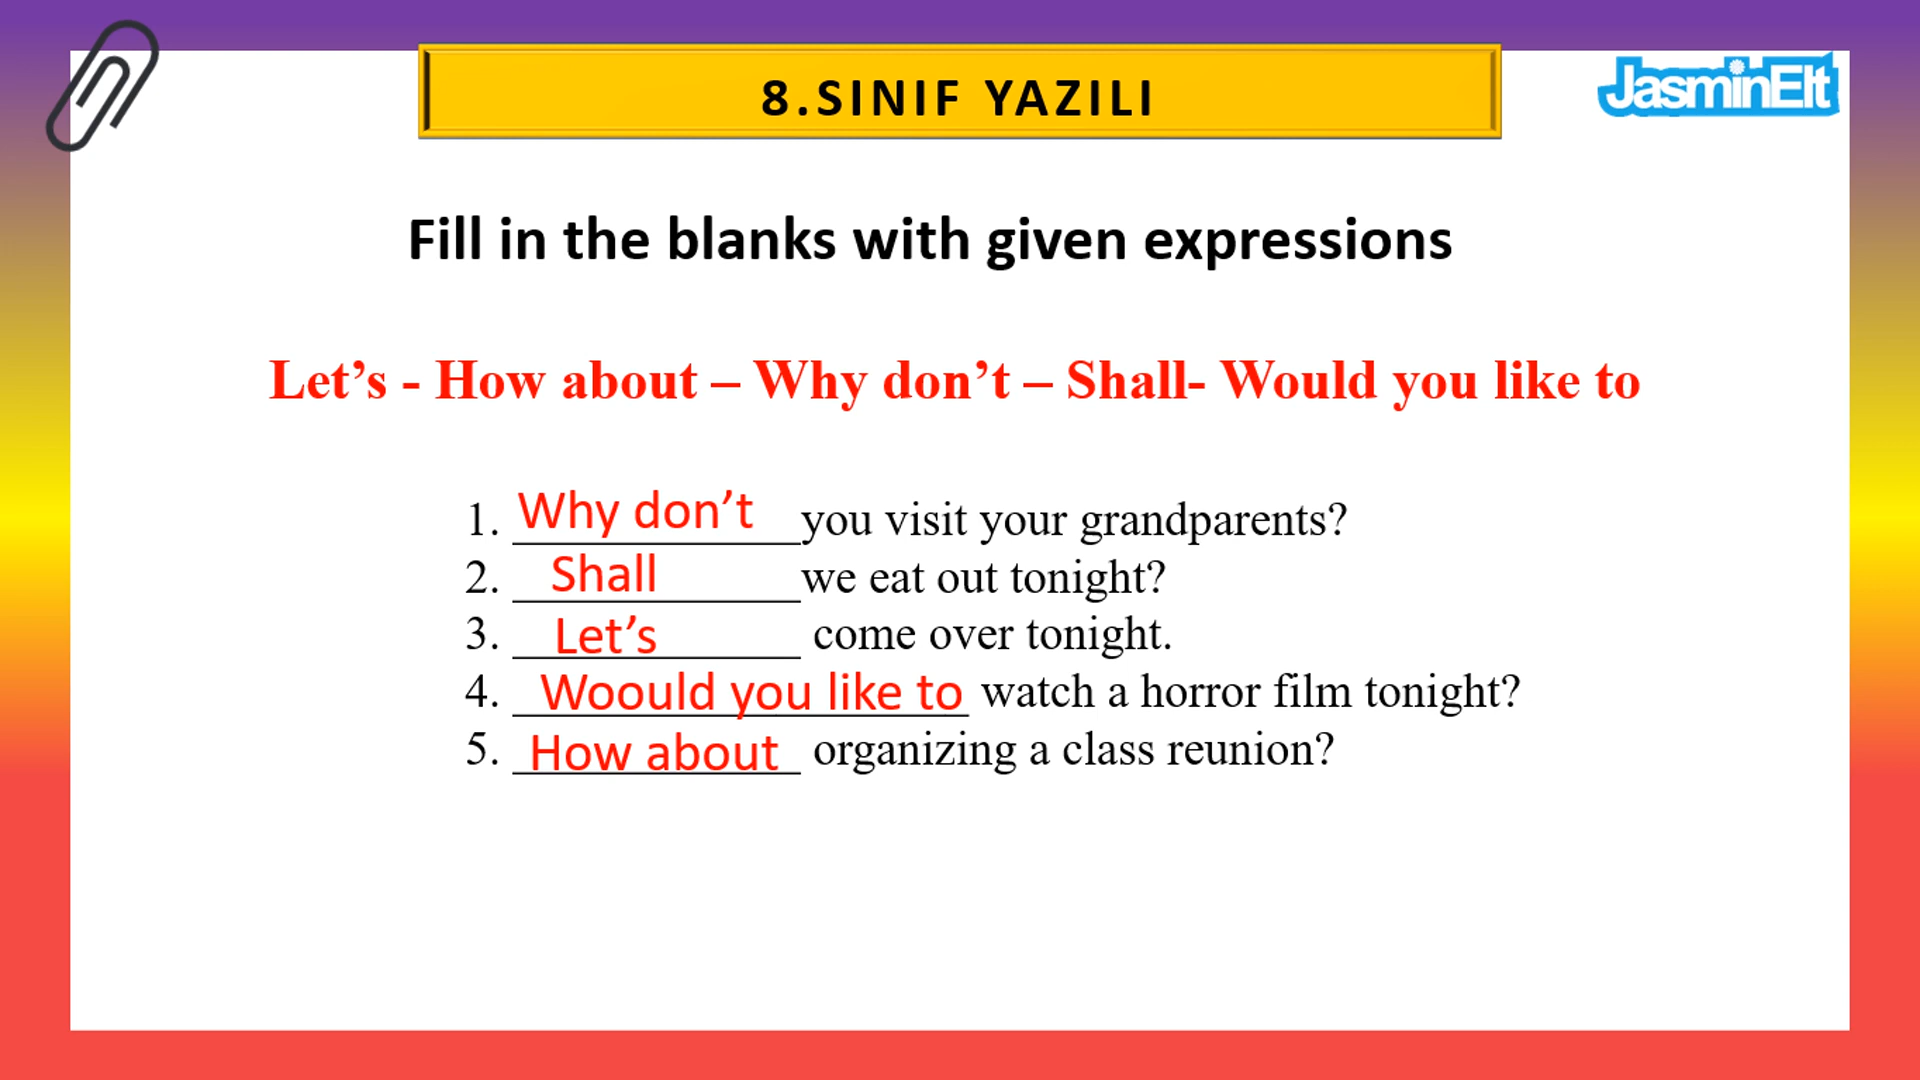 8.SINIF YAZILI
JasminElt
Fill in the blanks with given expressions
Let’s - How about – Why don’t – Shall- Would you like to
1. Why don’t you visit your grandparents?
2. Shall we eat out tonight?
3. Let’s come over tonight.
4. Woould you like to watch a horror film tonight?
5. How about organizing a class reunion?